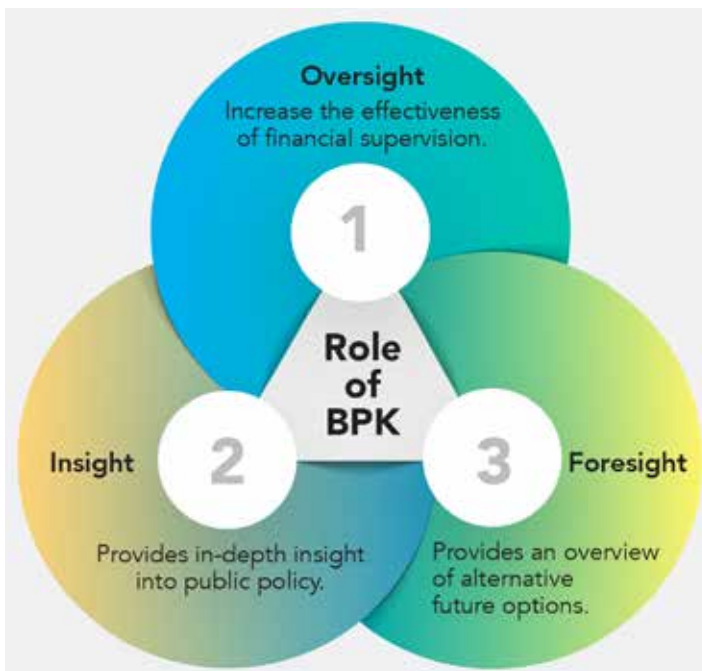 Oversight
Increase the effectiveness
of financial supervision.
1
Role
of
BPK
Insight
2
Provides in-depth insight
into public policy.
3
Foresight
Provides an overview
of alternative
future options.